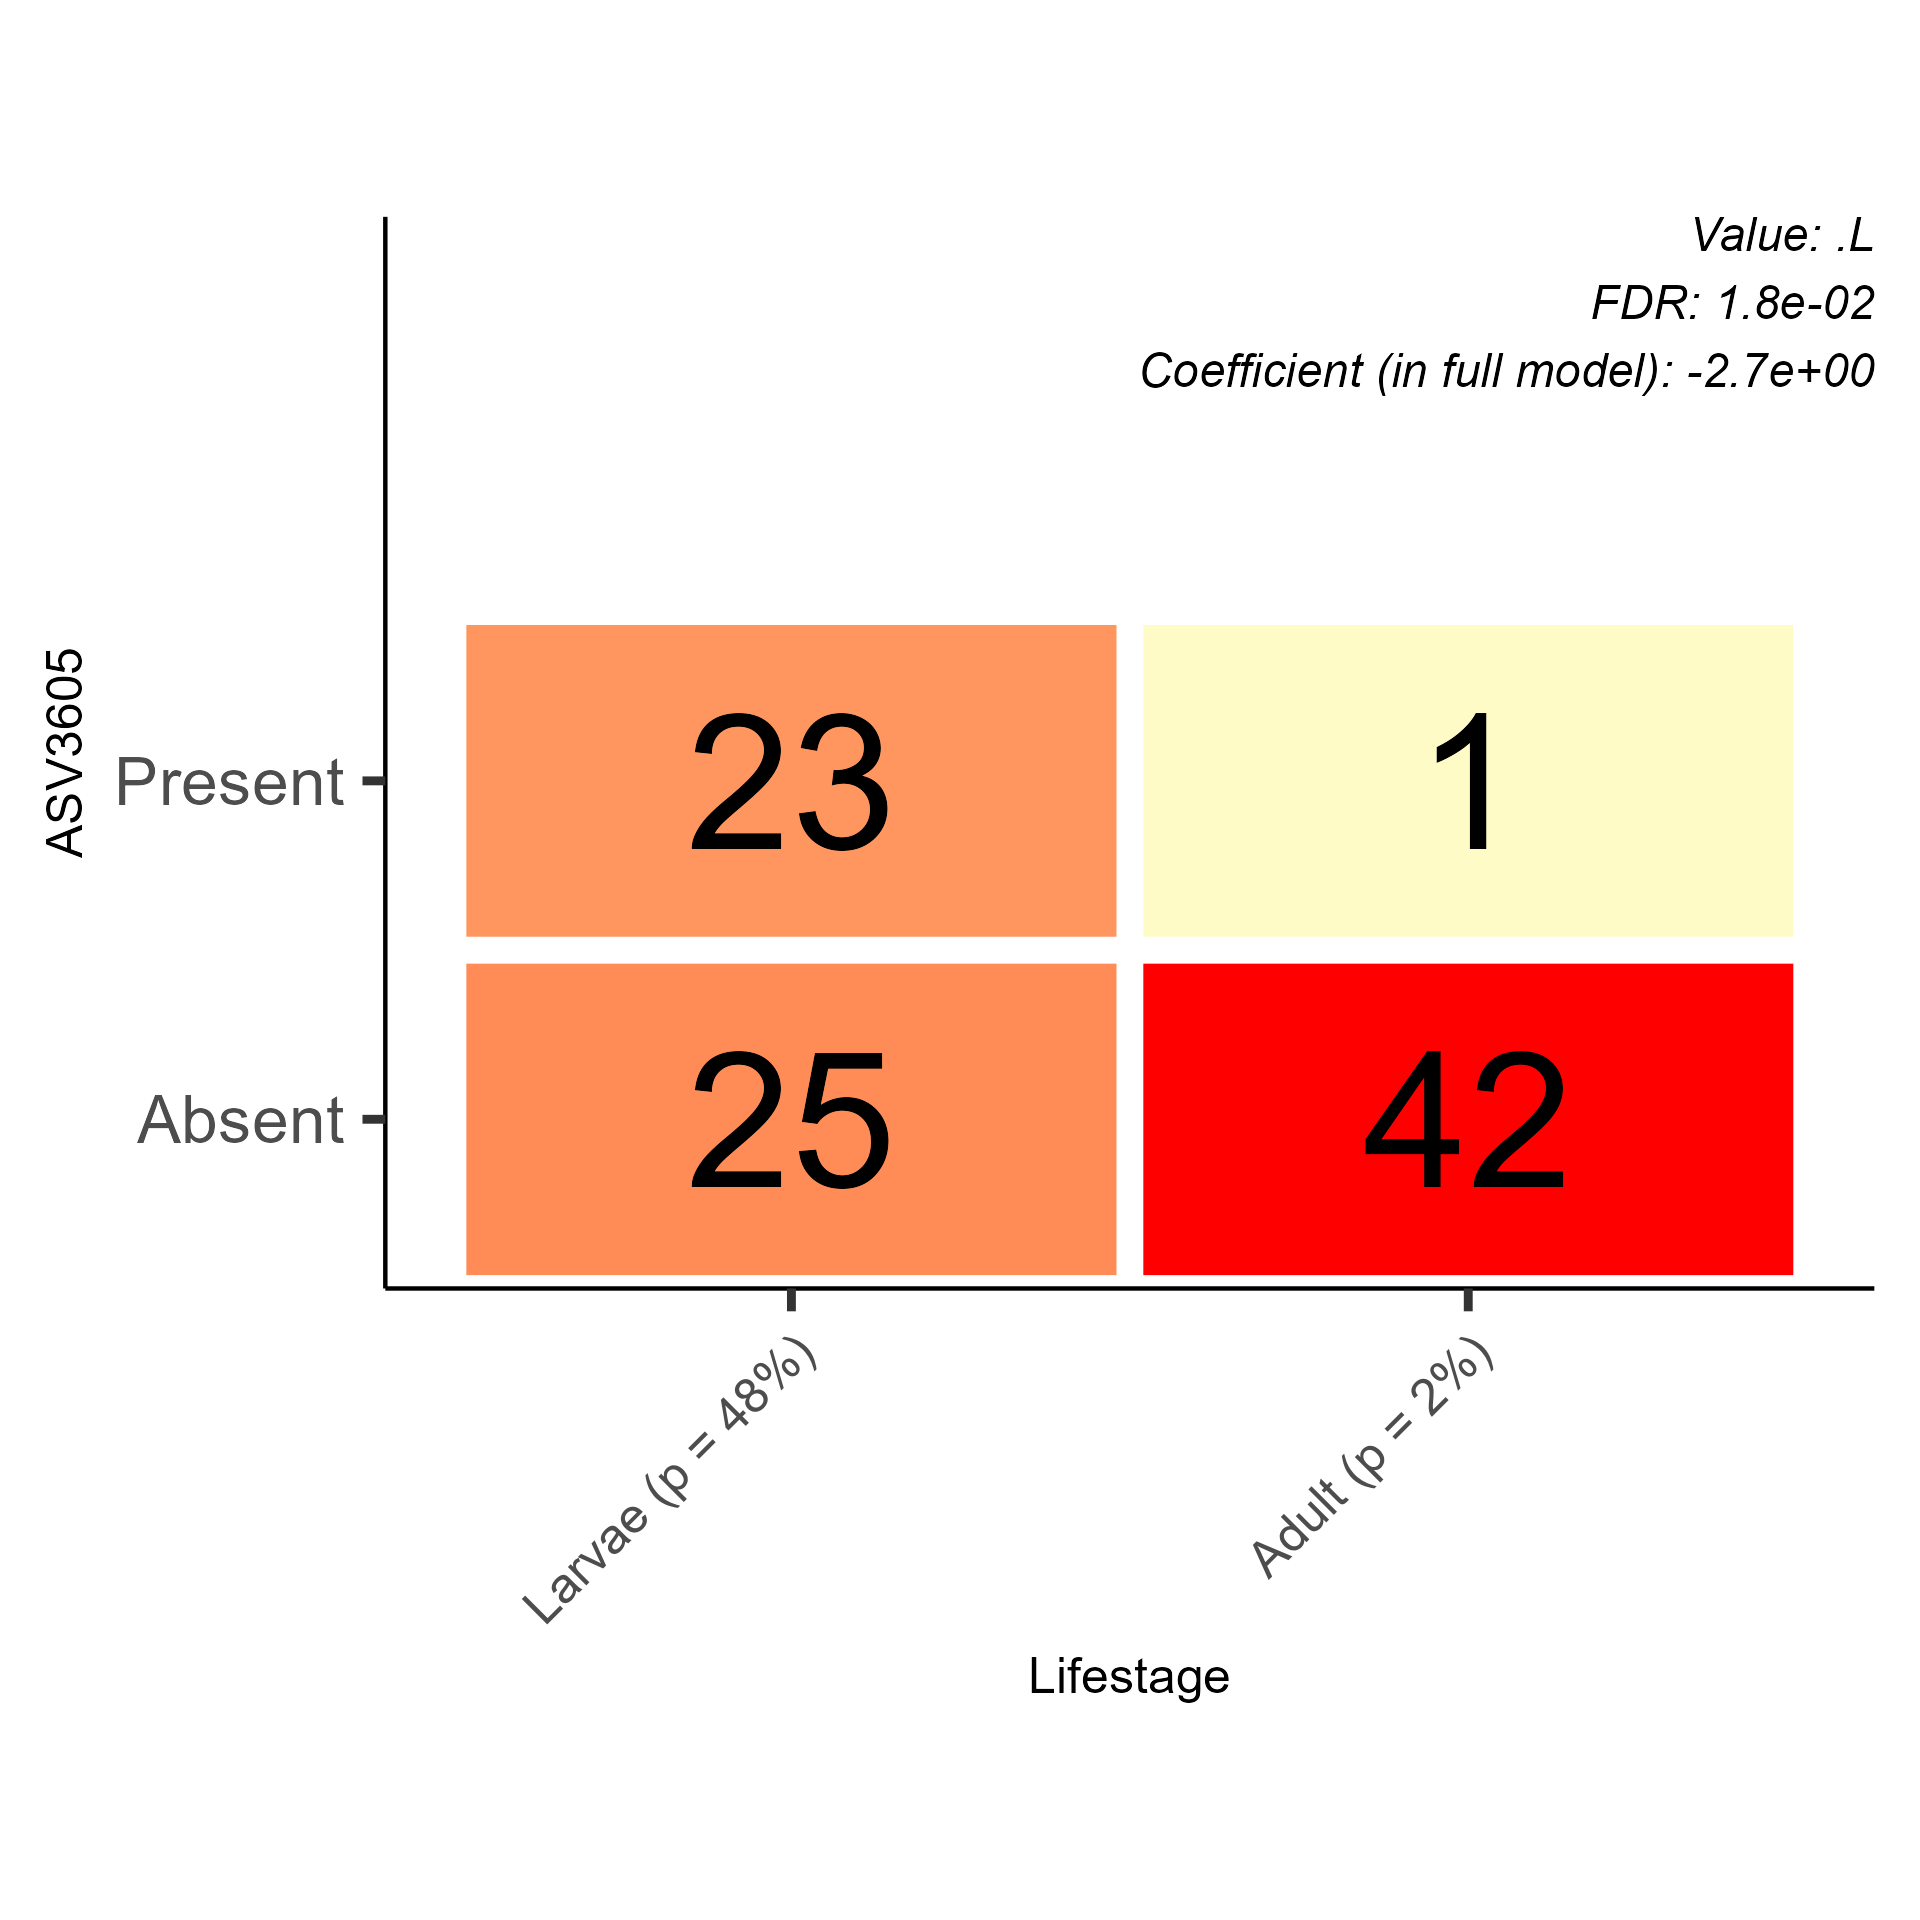 Value: .L
FDR: 1.8e-02
Coefficient (in full model): -2.7e+00
ASV3605
Present
23
1
Absent
25
42
Larvae (p = 48%)
Adult (p = 2%)
Lifestage